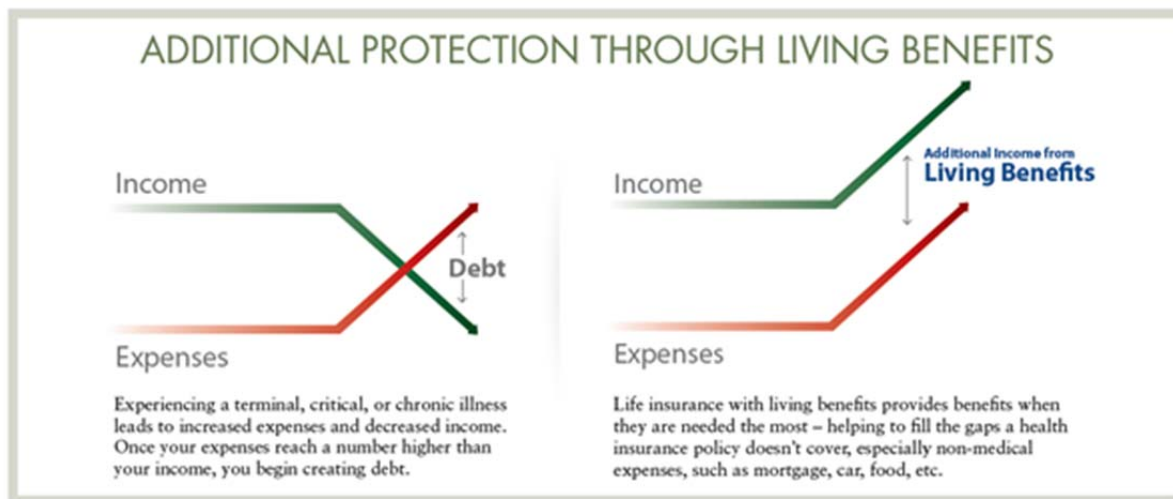 ADDITIONAL PROTECTION THROUGH LIVING BENEFITS
Income
Debt
Expenses
Experiencing a terminal, critical, or chronic illness
leads to increased expenses and decreased income.
Once your expenses reach a number higher than
your income, you begin creating debt.
Income
Additional Income from
Living Benefits
Expenses
Life insurance with living benefits provides benefits when
they are needed the most – helping to fill the gaps a health
insurance policy doesn't cover, especially non-medical
expenses, such as mortgage, car, food, etc.